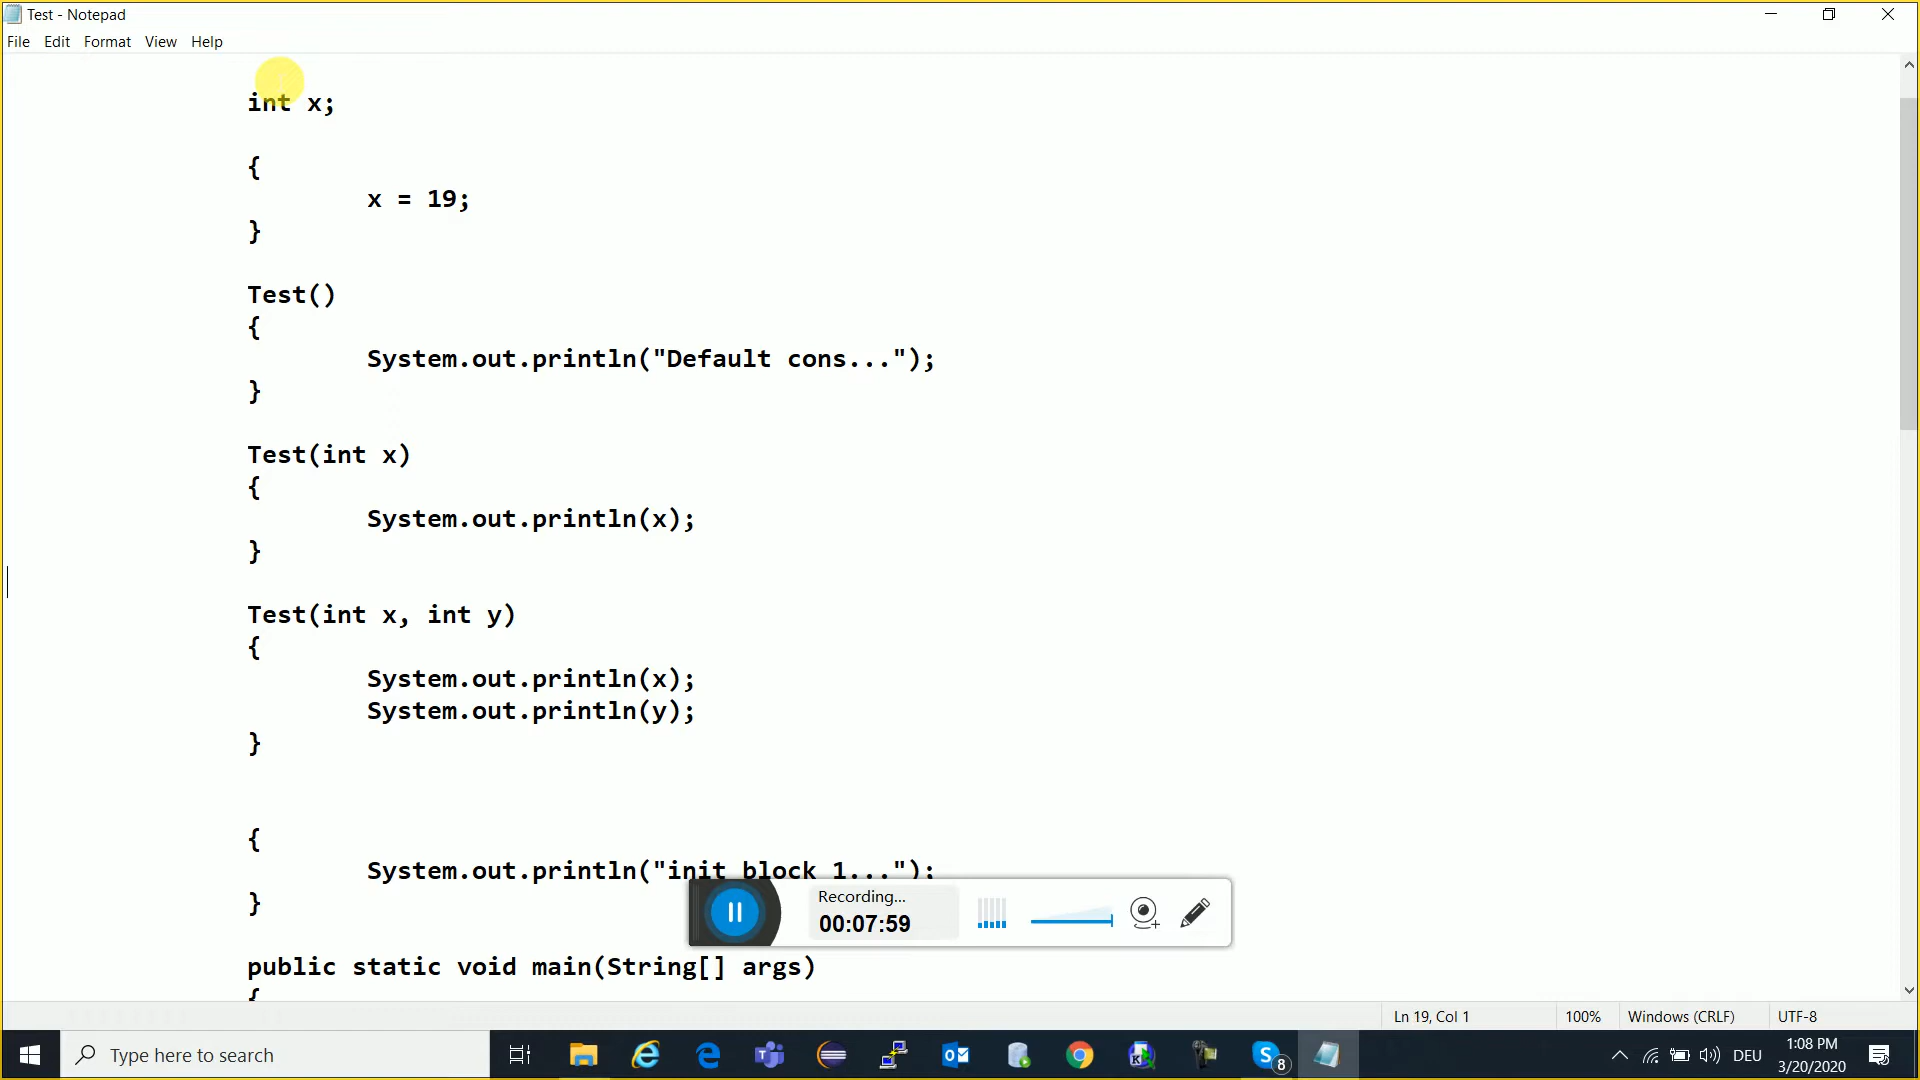 Test - Notepad
File Edit Format View Help
int x;
{
x = 19;
}
Test()
{
System.out.println("Default cons...");
}
Test(int x)
{
System.out.println(x);
}
Test(int x, int y)
{
System.out.println(x);
System.out.println(y);
}
{
System.out.println("init block 1...");
}
Recording...
00:07:59
public static void main(String[] args)
{
Ln 19, Col 1 100% Windows (CRLF) UTF-8
Type here to search
8
DEU
1:08 PM
3/20/2020